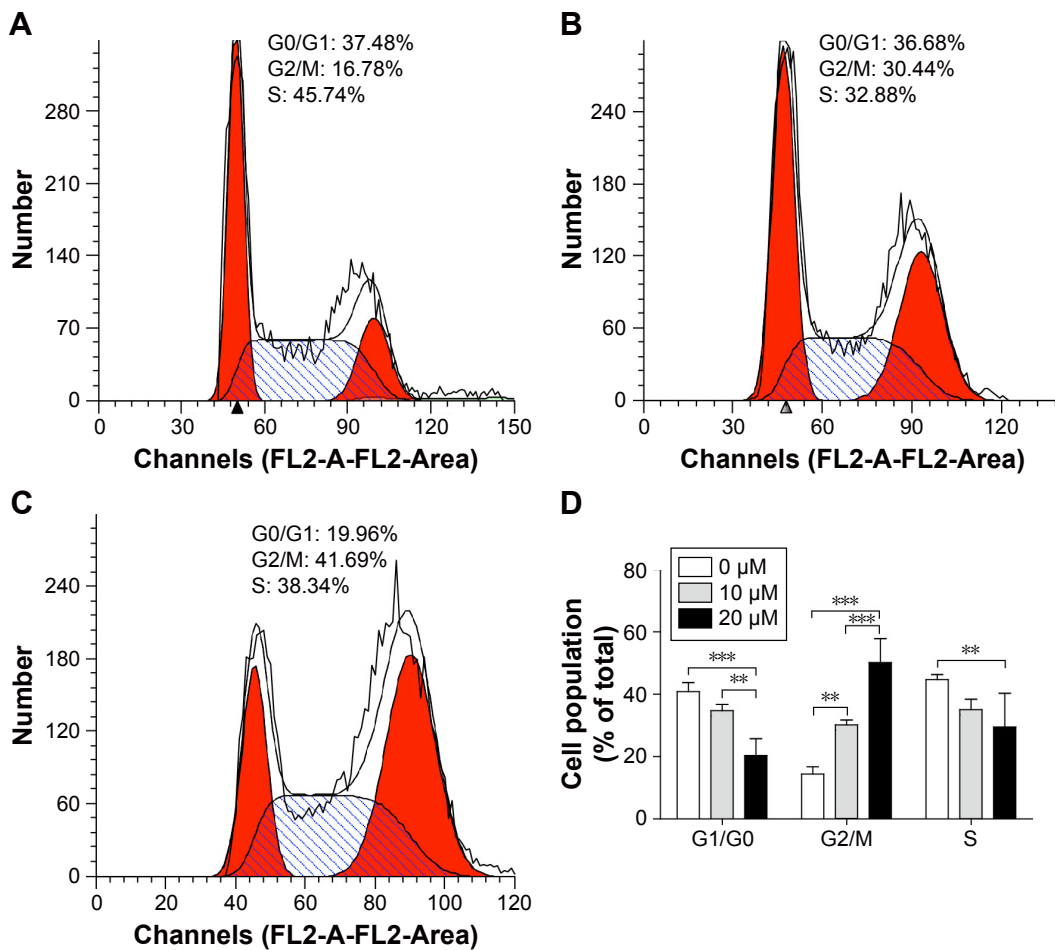 A
G0/G1: 37.48%
G2/M: 16.78%
S: 45.74%
Number
280
210
140
70
0
0 30 60 90 120 150
Channels (FL2-A-FL2-Area)
B
G0/G1: 36.68%
G2/M: 30.44%
S: 32.88%
Number
240
180
120
60
0
0 30 60 90 120
Channels (FL2-A-FL2-Area)
C
G0/G1: 19.96%
G2/M: 41.69%
S: 38.34%
Number
240
180
120
60
0
0 20 40 60 80 100 120
Channels (FL2-A-FL2-Area)
D
0 µM
10 µM
20 µM
Cell population
(% of total)
80
60
40
20
0
***
**
***
***
**
**
G1/G0 G2/M S